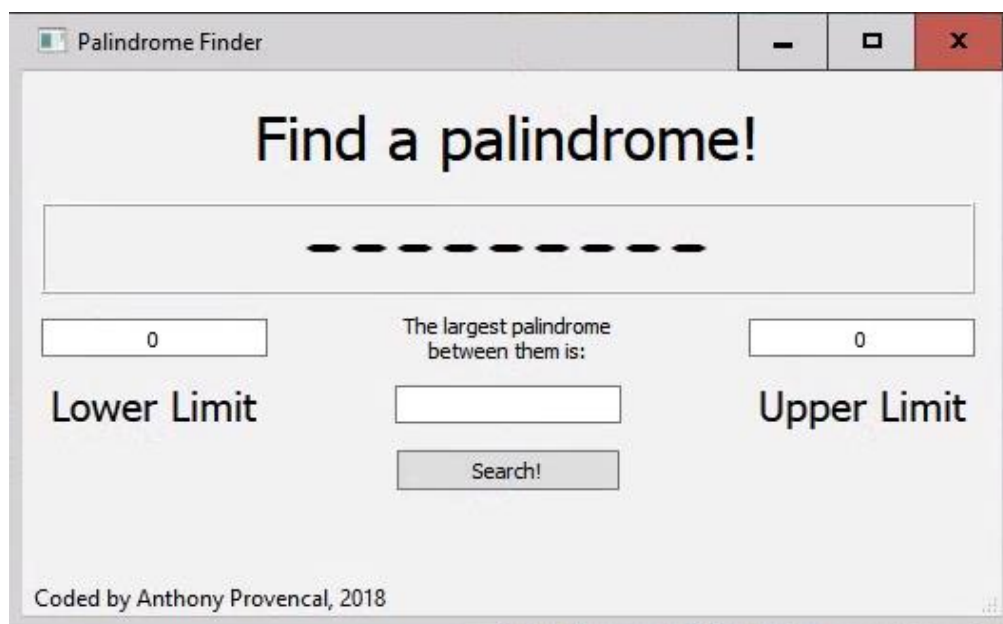 Palindrome Finder
Find a palindrome!
---------
0
The largest palindrome
between them is:
0
Lower Limit
Upper Limit
Search!
Coded by Anthony Provencal, 2018